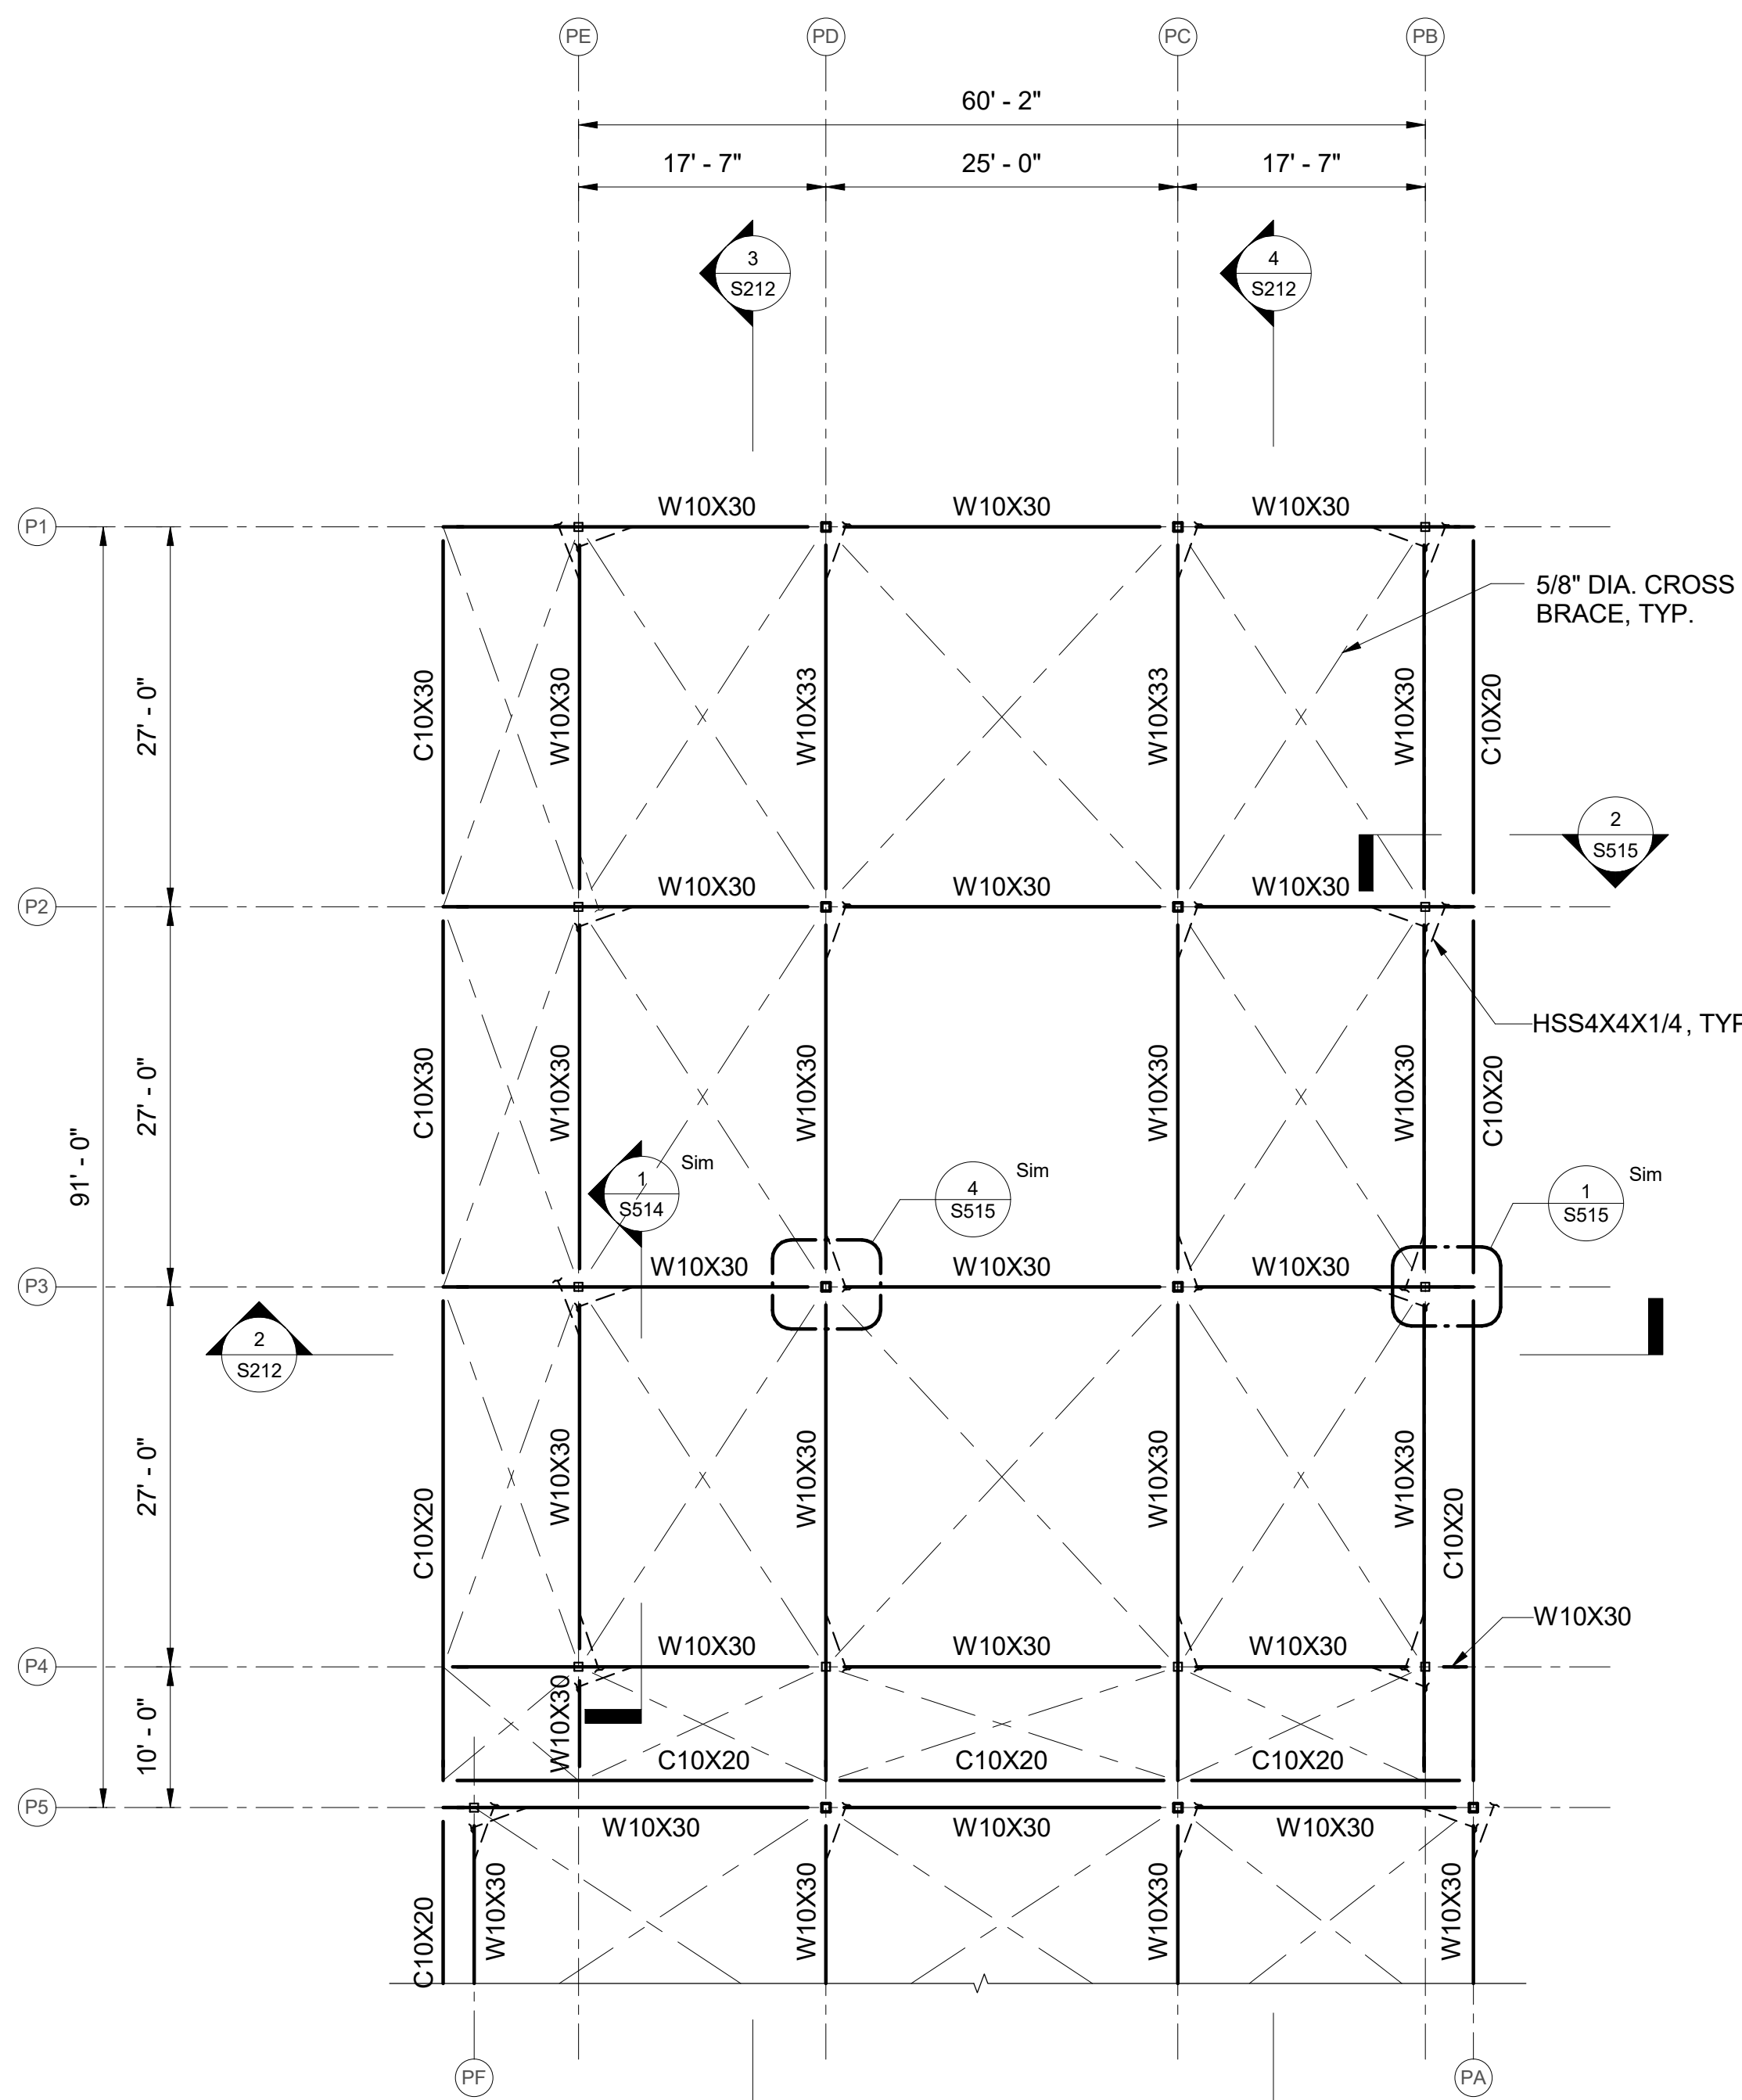 PE
PD
PC
PB
60' - 2"
17' - 7"
25' - 0"
17' - 7"
3
S212
4
S212
P1
W10X30
W10X30
W10X30
5/8" DIA. CROSS
BRACE, TYP.
27' - 0"
C10X30
W10X30
W10X33
W10X33
W10X30
C10X20
2
S515
P2
W10X30
W10X30
W10X30
HSS4X4X1/4, TYP
27' - 0"
91' - 0"
C10X30
W10X30
W10X30
W10X30
W10X30
C10X20
1
S514
Sim
4
S515
Sim
1
S515
Sim
P3
W10X30
W10X30
W10X30
2
S212
27' - 0"
C10X20
W10X30
W10X30
W10X30
W10X30
C10X20
W10X30
P4
W10X30
W10X30
W10X30
10' - 0"
W10X30
C10X20
C10X20
C10X20
P5
W10X30
W10X30
W10X30
C10X20
W10X30
W10X30
W10X30
W10X30
PF
PA